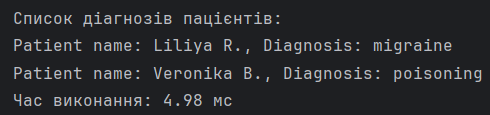 Список діагнозів пацієнтів:
Patient name: Liliya R., Diagnosis: migraine
Patient name: Veronika B., Diagnosis: poisoning
Час виконання: 4.98 мс